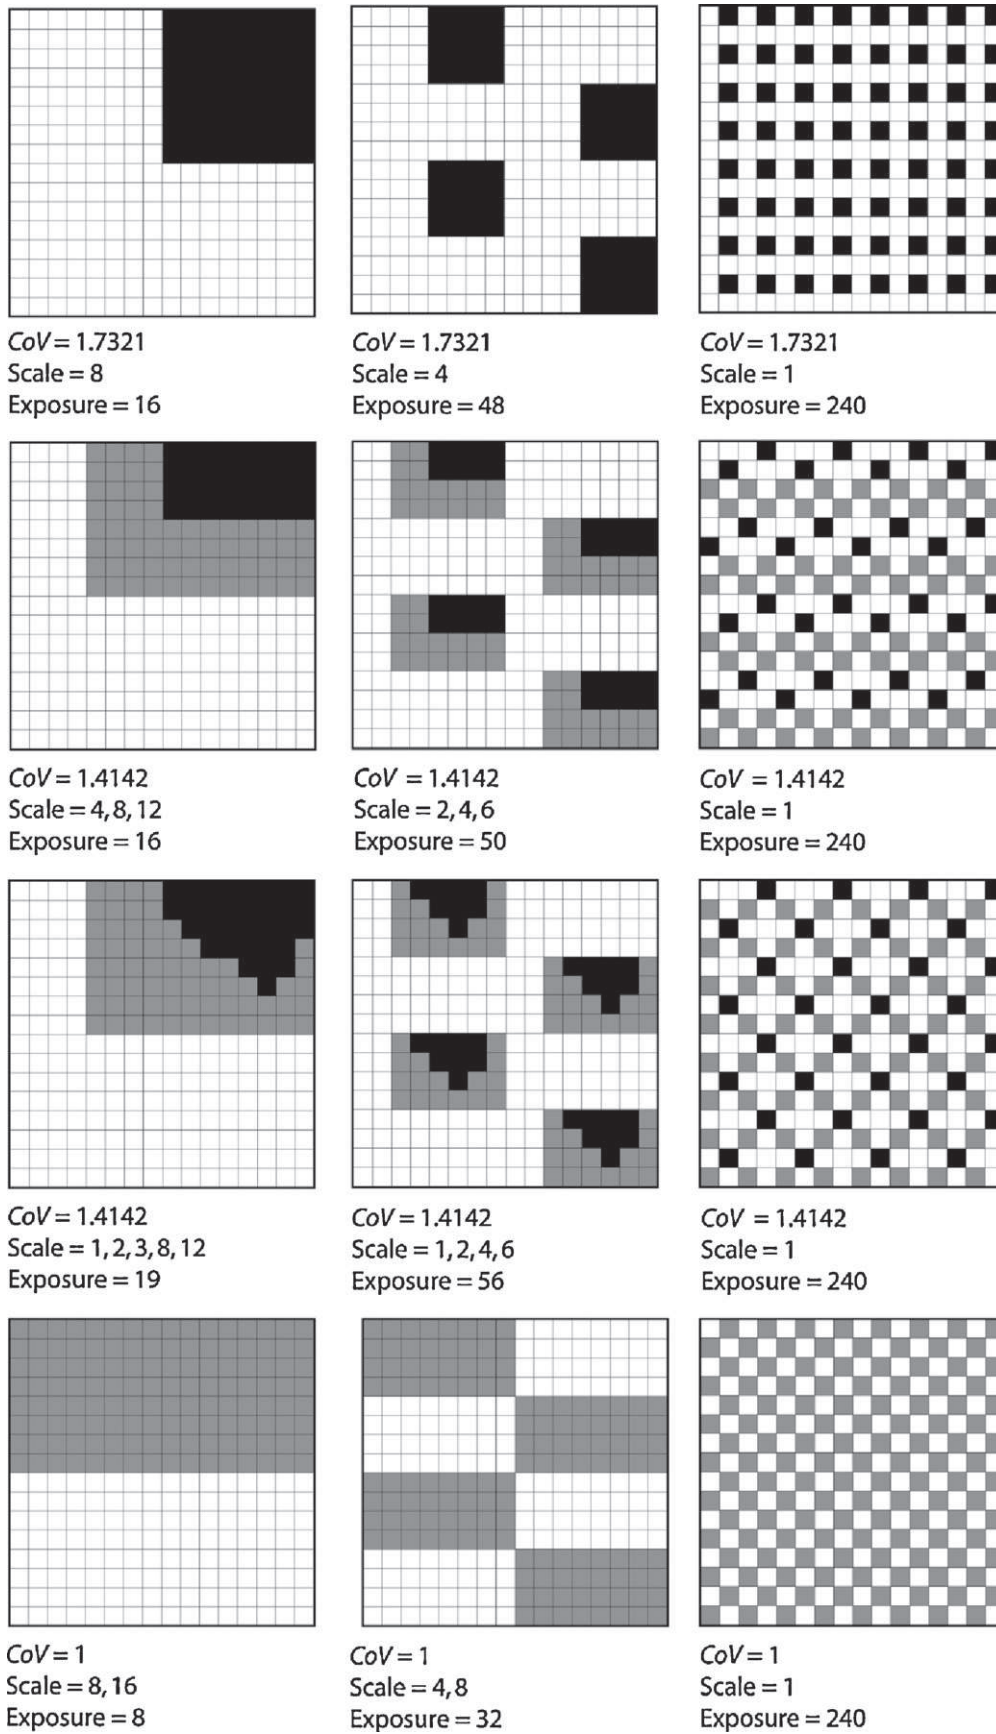 CoV = 1.7321
Scale = 8
Exposure = 16
CoV = 1.7321
Scale = 4
Exposure = 48
CoV = 1.7321
Scale = 1
Exposure = 240
CoV = 1.4142
Scale = 4, 8, 12
Exposure = 16
CoV = 1.4142
Scale = 2, 4, 6
Exposure = 50
CoV = 1.4142
Scale = 1
Exposure = 240
CoV = 1.4142
Scale = 1, 2, 3, 8, 12
Exposure = 19
CoV = 1.4142
Scale = 1, 2, 4, 6
Exposure = 56
CoV = 1.4142
Scale = 1
Exposure = 240
CoV = 1
Scale = 8, 16
Exposure = 8
CoV = 1
Scale = 4, 8
Exposure = 32
CoV = 1
Scale = 1
Exposure = 240